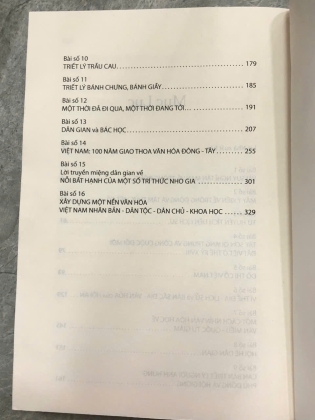 Bài số 10
TRIẾT LÝ TRẦU CAU 179
Bài số 11
TRIẾT LÝ BÁNH CHƯNG, BÁNH GIẦY 185
Bài số 12
MỘT THỜI ĐÃ ĐI QUA, MỘT THỜI ĐANG TỚI 191
Bài số 13
DÂN GIAN và BÁC HỌC 207
Bài số 14
VIỆT NAM: 100 NĂM GIAO THOA VĂN HÓA ĐÔNG - TÂY 255
Bài số 15
Lời truyền miệng dân gian về
NỖI BẤT HẠNH CỦA MỘT SỐ TRÍ THỨC NHO GIA 301
Bài số 16
XÂY DỰNG MỘT NỀN VĂN HÓA
VIỆT NAM NHÂN BẢN - DÂN TỘC - DÂN CHỦ - KHOA HỌC 329